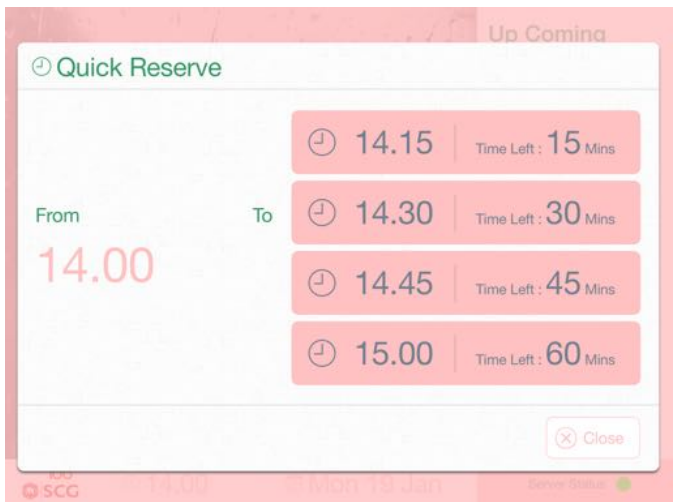 Up Coming
Quick Reserve
14.15 Time Left : 15 Mins
From To 14.30 Time Left : 30 Mins
14.00
14.45 Time Left : 45 Mins
15.00 Time Left : 60 Mins
Close
100
SCG 14.00 Mon 19 Jan Server Status